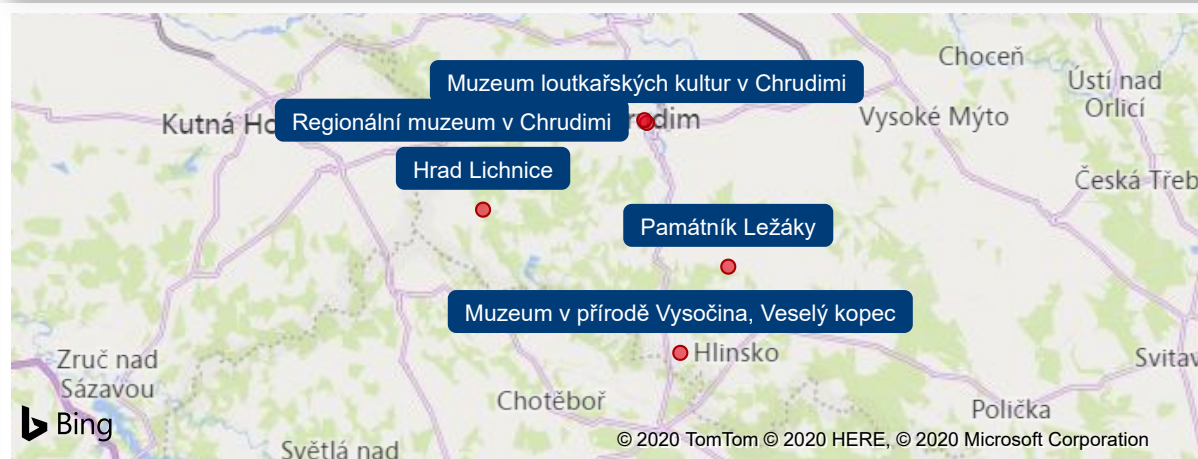 Choceň
Muzeum loutkařských kultur v Chrudimi
Ústí nad
Orlicí
Kutná Ho
Regionální muzeum v Chrudimi
dim
Vysoké Mýto
Hrad Lichnice
Česká Třeb
Památník Ležáky
Muzeum v přírodě Vysočina, Veselý kopec
Zruč nad
Sázavou
Hlinsko
Svitav
Chotěboř
Polička
Bing
© 2020 TomTom © 2020 HERE, © 2020 Microsoft Corporation
Světlá nad